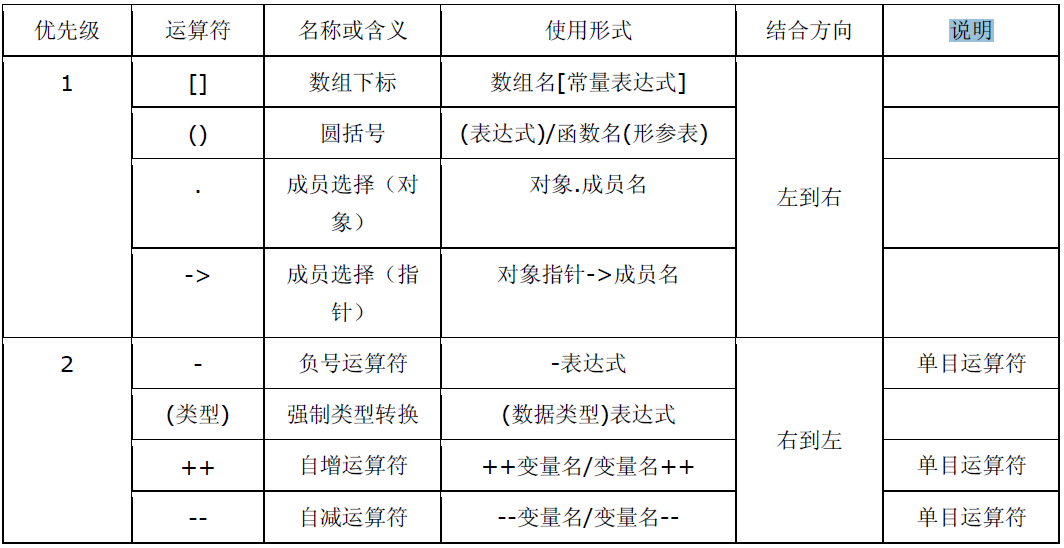 优先级 运算符 名称或含义 使用形式 结合方向 说明
1 [] 数组下标 数组名[常量表达式] 左到右
() 圆括号 (表达式)/函数名(形参表)
. 成员选择（对 对象.成员名
象）
-> 成员选择（指 对象指针->成员名
针）
2 - 负号运算符 -表达式 右到左 单目运算符
(类型) 强制类型转换 (数据类型)表达式
++ 自增运算符 ++变量名/变量名++ 单目运算符
-- 自减运算符 --变量名/变量名-- 单目运算符